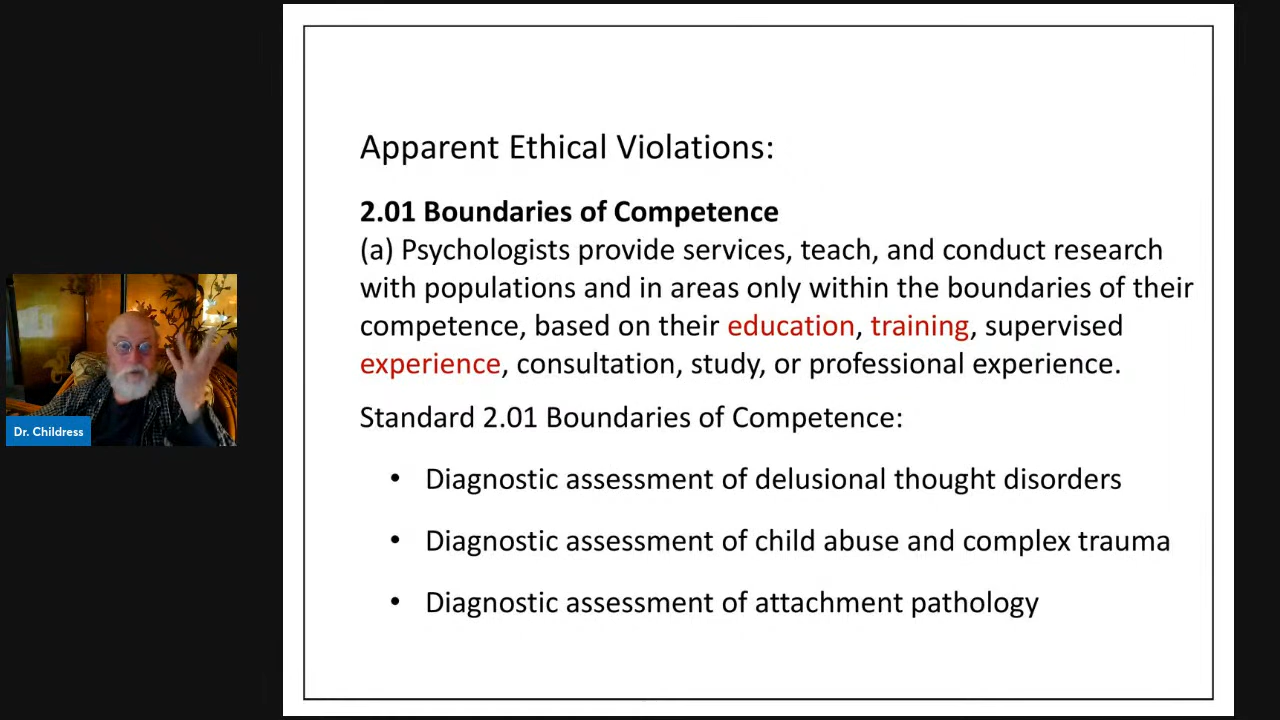 Apparent Ethical Violations:
2.01 Boundaries of Competence
(a) Psychologists provide services, teach, and conduct research
with populations and in areas only within the boundaries of their
competence, based on their education, training, supervised
experience, consultation, study, or professional experience.
Standard 2.01 Boundaries of Competence:
• Diagnostic assessment of delusional thought disorders
• Diagnostic assessment of child abuse and complex trauma
• Diagnostic assessment of attachment pathology
Dr. Childress